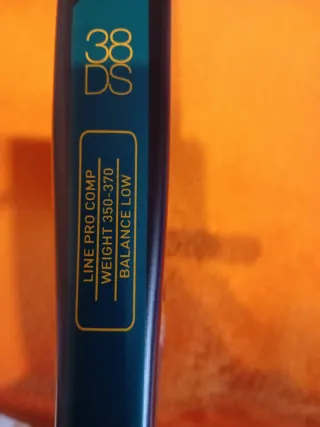 38
DS
LINE PRO COMP
WEIGHT 350-370
BALANCE LOW